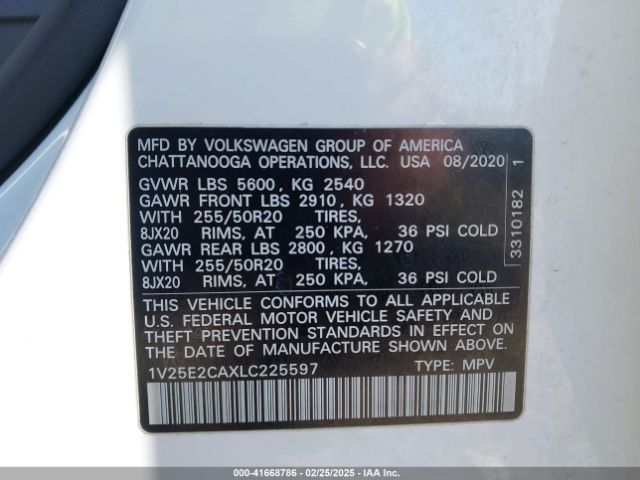 MFD BY VOLKSWAGEN GROUP OF AMERICA
CHATTANOOGA OPERATIONS, LLC. USA 08/2020
GVWR LBS 5600, KG 2540
GAWR FRONT LBS 2910, KG 1320
WITH 255/50R20 TIRES,
8JX20 RIMS, AT 250 KPA, 36 PSI COLD
GAWR REAR LBS 2800, KG 1270
WITH 255/50R20 TIRES,
8JX20 RIMS, AT 250 KPA, 36 PSI COLD
THIS VEHICLE CONFORMS TO ALL APPLICABLE
U.S. FEDERAL MOTOR VEHICLE SAFETY AND
THEFT PREVENTION STANDARDS IN EFFECT ON
THE DATE OF MANUFACTURE SHOWN ABOVE.
1V25E2CAXLC225597 TYPE: MPV
3310182 1
000-41668786 - 02/25/2025 - IAAI.COM